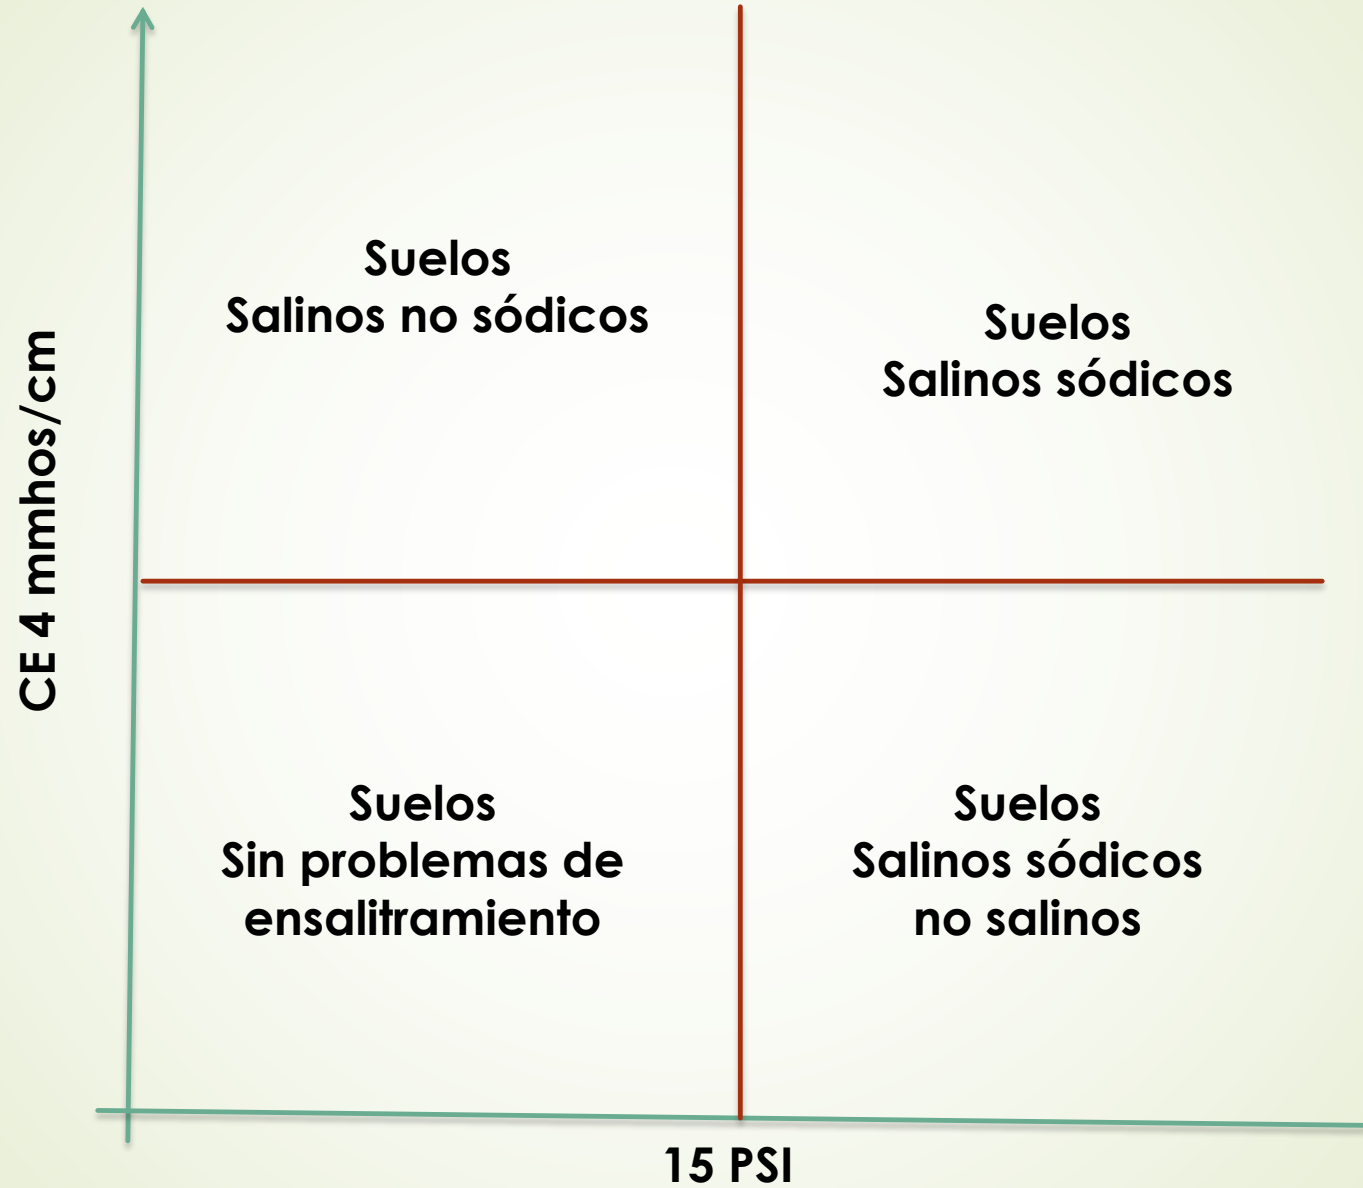 Suelos
Salinos no sódicos
Suelos
Salinos sódicos
CE 4 mmhos/cm
Suelos
Sin problemas de
ensalitramiento
Suelos
Salinos sódicos
no salinos
15 PSI